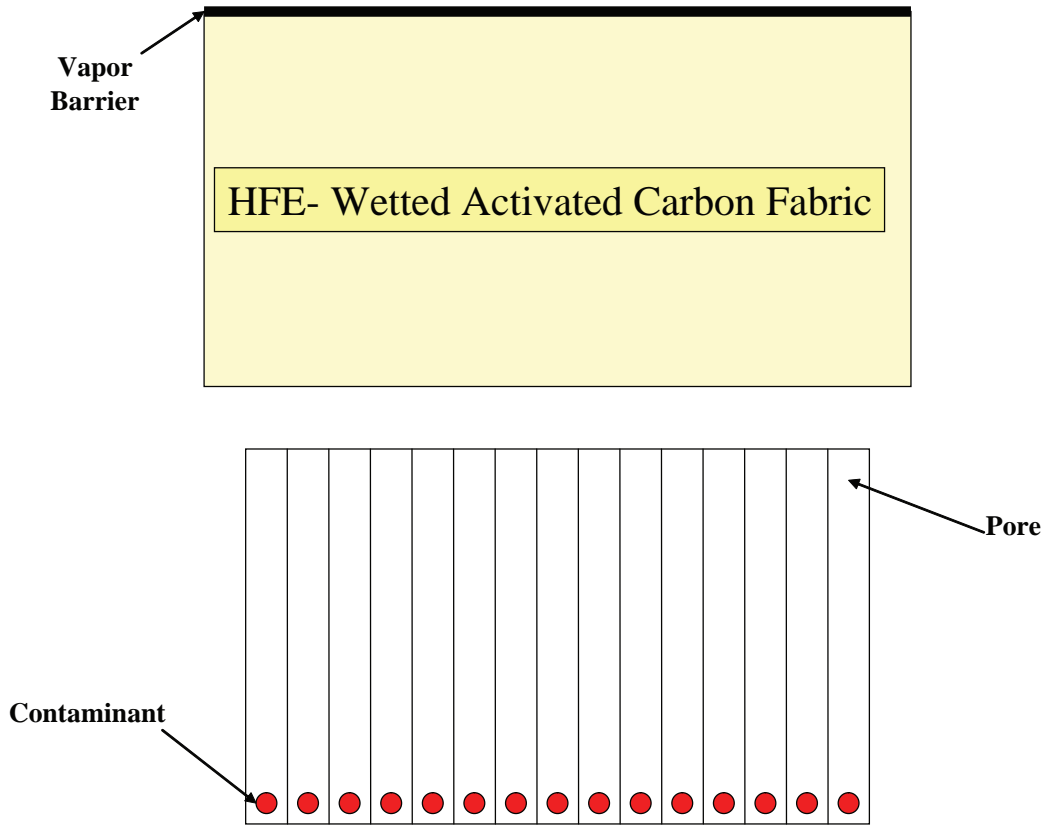 Vapor
Barrier
HFE- Wetted Activated Carbon Fabric
Pore
Contaminant